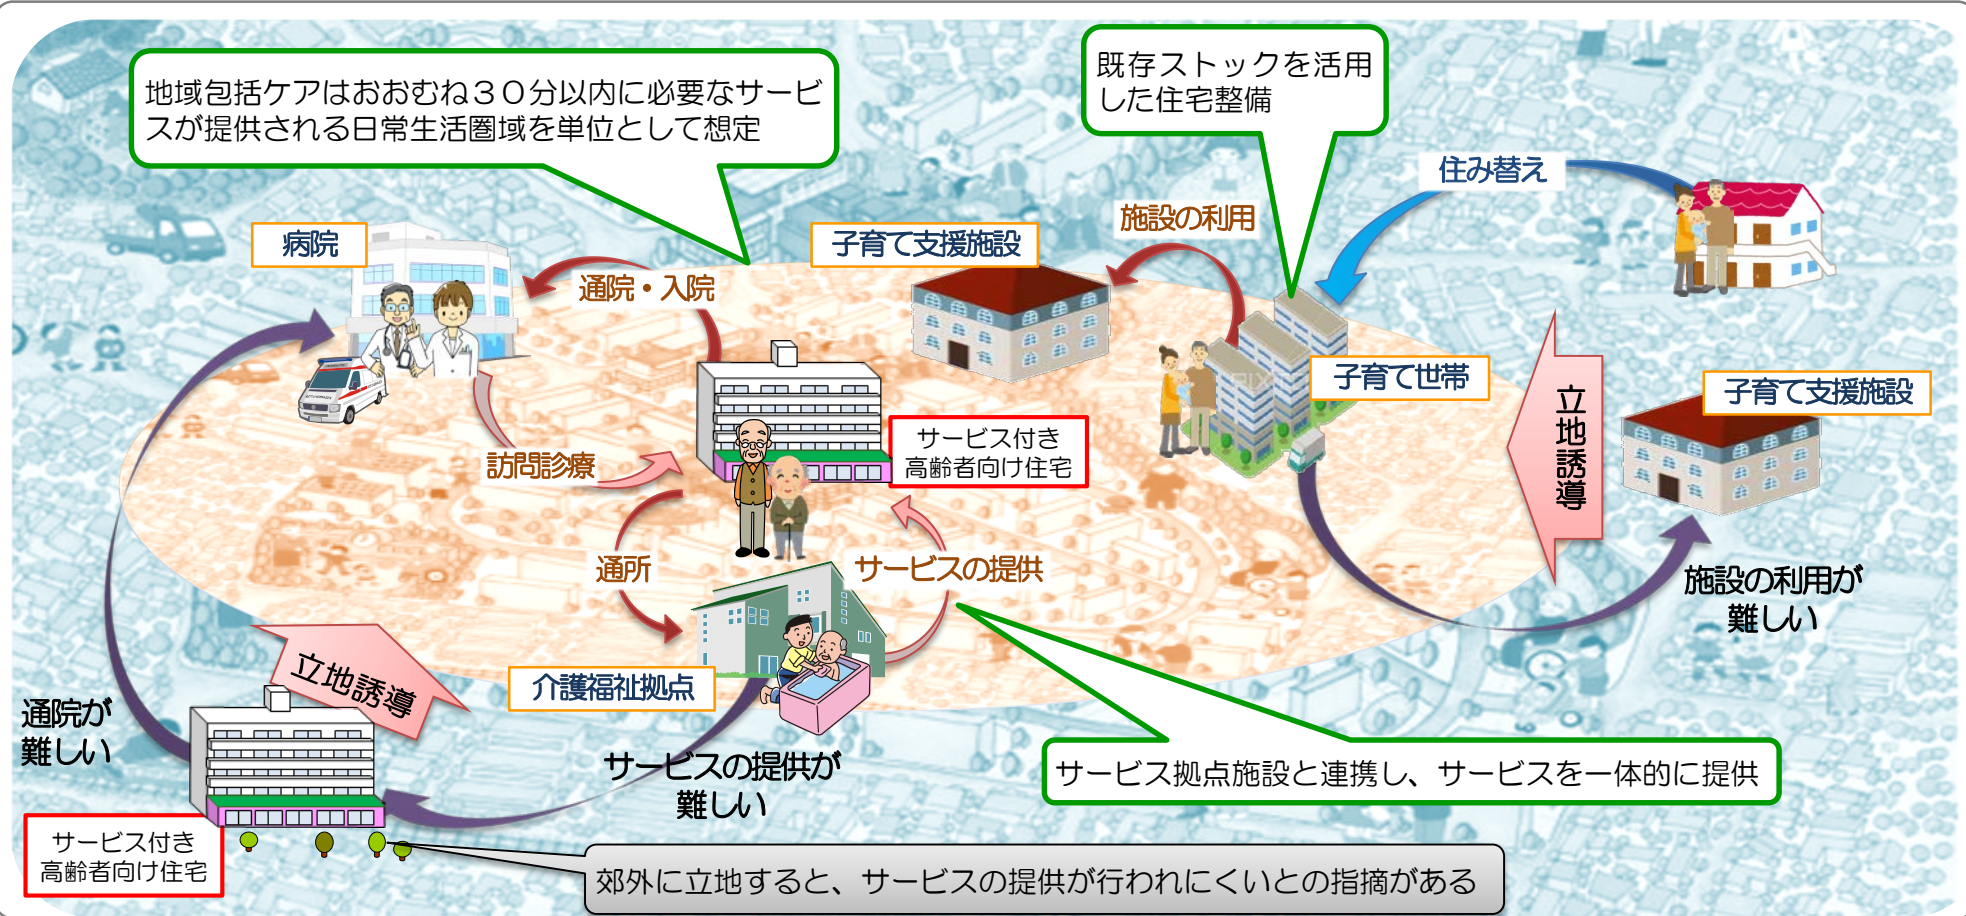 地域包括ケアはおおむね３０分以内に必要なサービ
スが提供される日常生活圏域を単位として想定
既存ストックを活用
した住宅整備
住み替え
施設の利用
病院
子育て支援施設
通院・入院
子育て世帯
子育て支援施設
立地誘導
サービス付き
高齢者向け住宅
訪問診療
通所
サービスの提供
施設の利用が
難しい
立地誘導
介護福祉拠点
通院が
難しい
サービスの提供が
難しい
サービス拠点施設と連携し、サービスを一体的に提供
サービス付き
高齢者向け住宅
郊外に立地すると、サービスの提供が行われにくいとの指摘がある